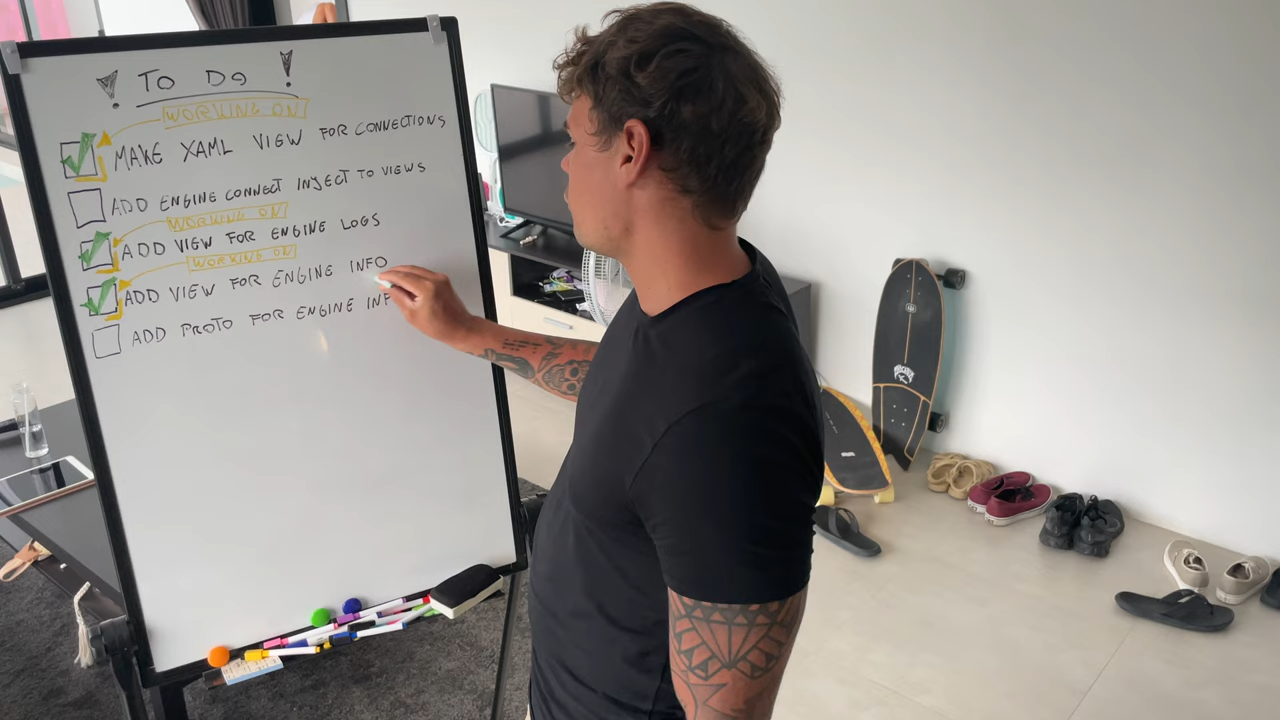 ! TO DO !
WORKING ON
MAKE XAML VIEW FOR CONNECTIONS
ADD ENGINE CONNECT INJECT TO VIEWS
WORKING ON
ADD VIEW FOR ENGINE LOGS
WORKING ON
ADD VIEW FOR ENGINE INFO
ADD PROTO FOR ENGINE INF